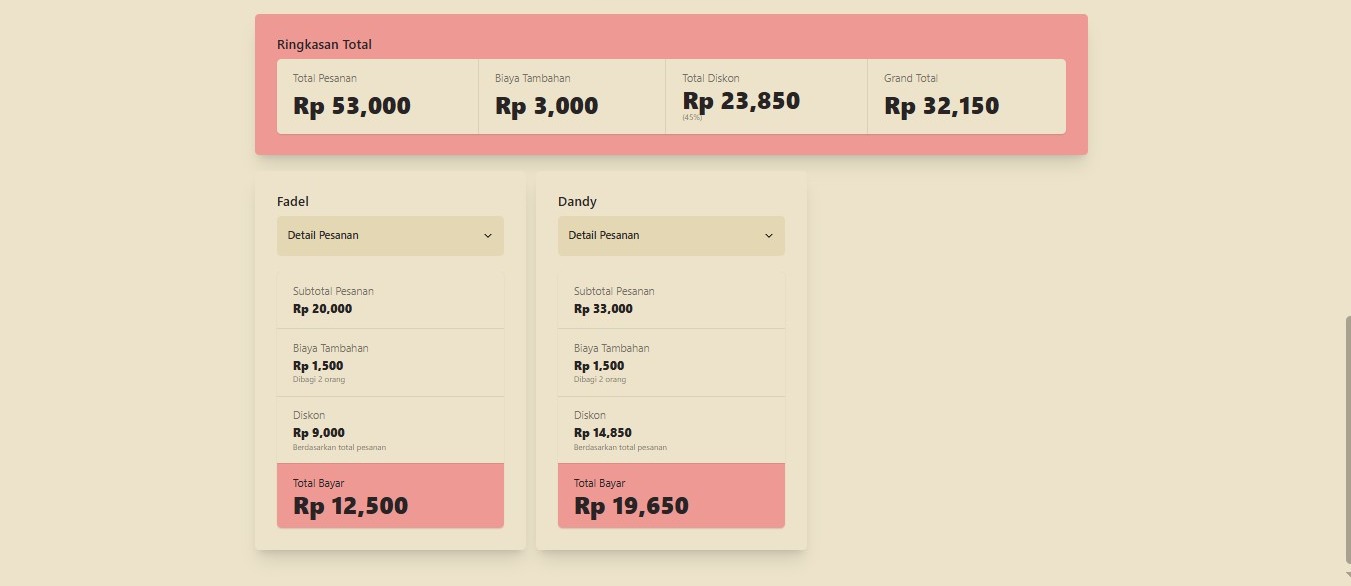 Ringkasan Total
Total Pesanan
Rp 53,000
Biaya Tambahan
Rp 3,000
Total Diskon
Rp 23,850
(45%)
Grand Total
Rp 32,150
Fadel
Detail Pesanan
Subtotal Pesanan
Rp 20,000
Biaya Tambahan
Rp 1,500
Dibagi 2 orang
Diskon
Rp 9,000
Berdasarkan total pesanan
Total Bayar
Rp 12,500
Dandy
Detail Pesanan
Subtotal Pesanan
Rp 33,000
Biaya Tambahan
Rp 1,500
Dibagi 2 orang
Diskon
Rp 14,850
Berdasarkan total pesanan
Total Bayar
Rp 19,650